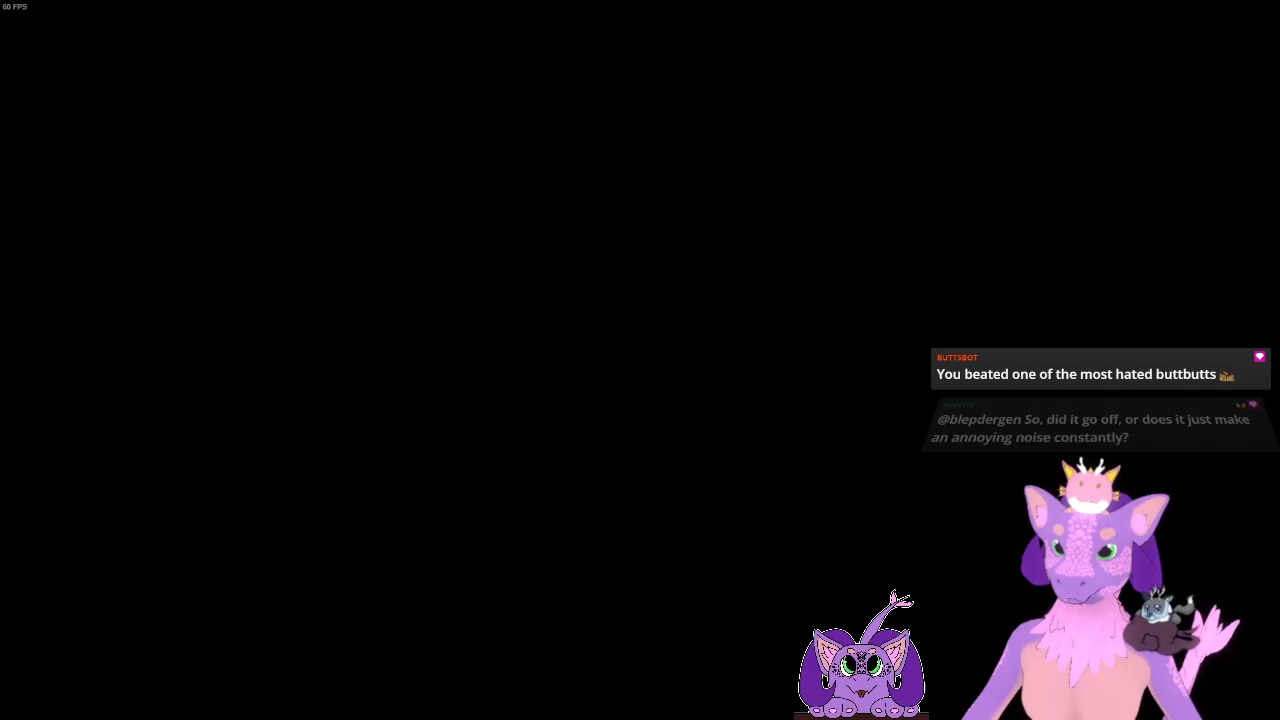 60 FPS
BUTTSBOT
You beated one of the most hated buttbutts
@blepdergen So, did it go off, or does it just make
an annoying noise constantly?